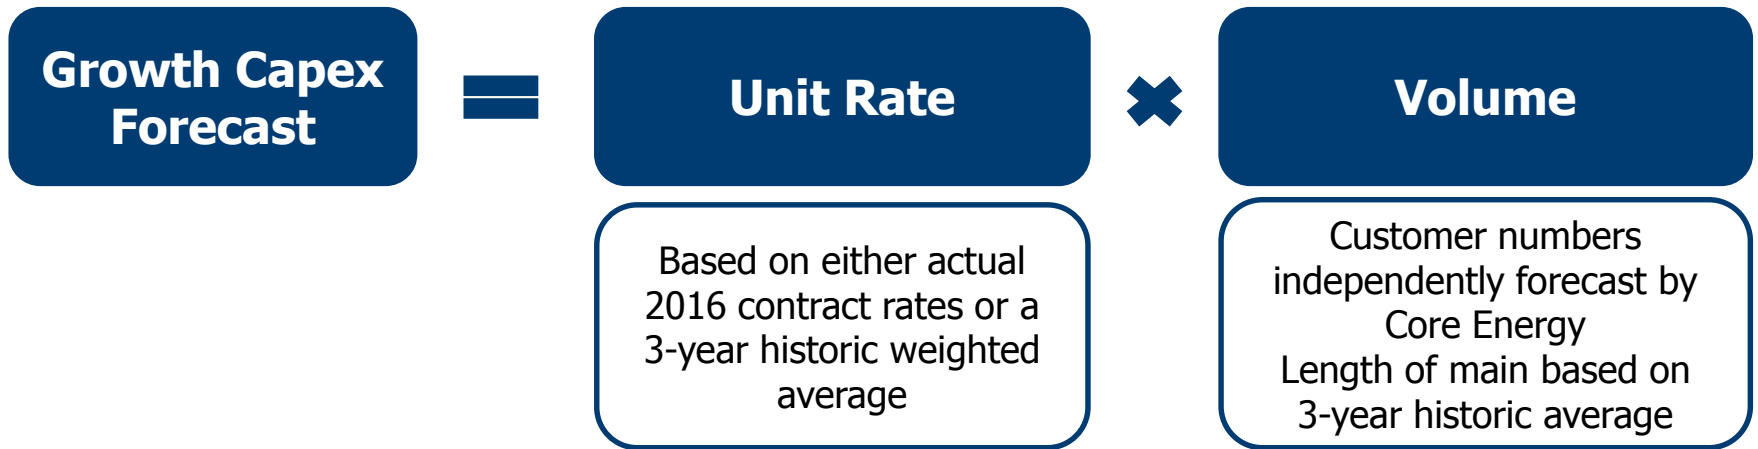 Growth Capex
Forecast
Unit Rate
Volume
Based on either actual
2016 contract rates or a
3-year historic weighted
average
Customer numbers
independently forecast by
Core Energy
Length of main based on
3-year historic average